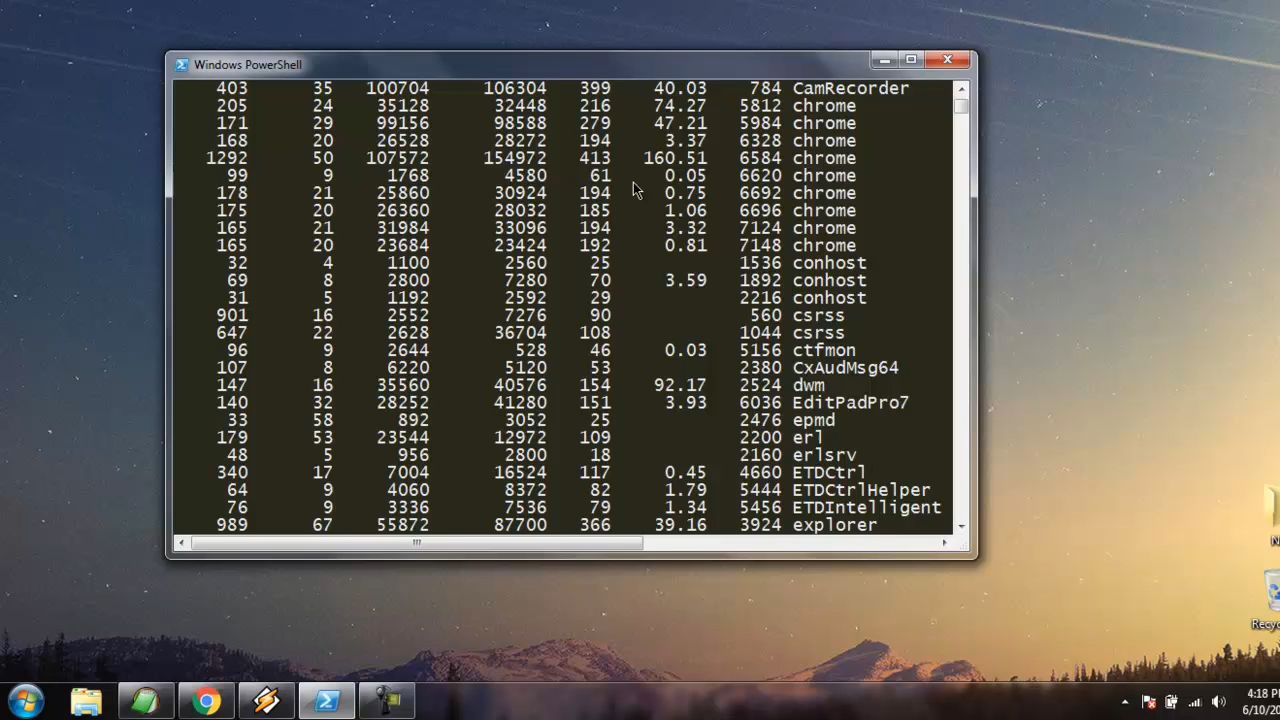 Windows PowerShell
403 35 100704 106304 399 40.03 784 CamRecorder
205 24 35128 32448 216 74.27 5812 chrome
171 29 99156 98588 279 47.21 5984 chrome
168 20 26528 28272 194 3.37 6328 chrome
1292 50 107572 154972 413 160.51 6584 chrome
99 9 1768 4580 61 0.05 6620 chrome
178 21 25860 30924 194 0.75 6692 chrome
175 20 26360 28032 185 1.06 6696 chrome
165 21 31984 33096 194 3.32 7124 chrome
165 20 23684 23424 192 0.81 7148 chrome
32 4 1100 2560 25 1536 conhost
69 8 2800 7280 70 3.59 1892 conhost
31 5 1192 2592 29 2216 conhost
901 16 2552 7276 90 560 csrss
647 22 2628 36704 108 1044 csrss
96 9 2644 528 46 0.03 5156 ctfmon
107 8 6220 5120 53 2380 CxAudMsg64
147 16 35560 40576 154 92.17 2524 dwm
140 32 28252 41280 151 3.93 6036 EditPadPro7
33 58 892 3052 25 2476 epmd
179 53 23544 12972 109 2200 erl
48 5 956 2800 18 2160 erlsrv
340 17 7004 16524 117 0.45 4660 ETDCtrl
64 9 4060 8372 82 1.79 5444 ETDCtrlHelper
76 9 3336 7536 79 1.34 5456 ETDIntelligent
989 67 55872 87700 366 39.16 3924 explorer
N
Recyc
4:18 P
6/10/20